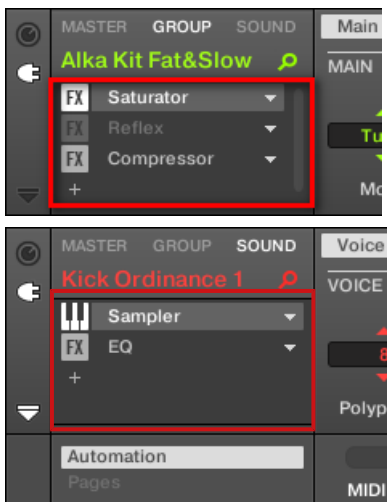 MASTER GROUP SOUND Main
Alka Kit Fat&Slow
MAIN
FX Saturator
FX Reflex
Tu
FX Compressor
+
MASTER GROUP SOUND Voice
Kick Ordinance 1
VOICE
Sampler
FX EQ
8
+
Polyp
Automation
Pages
MIDI